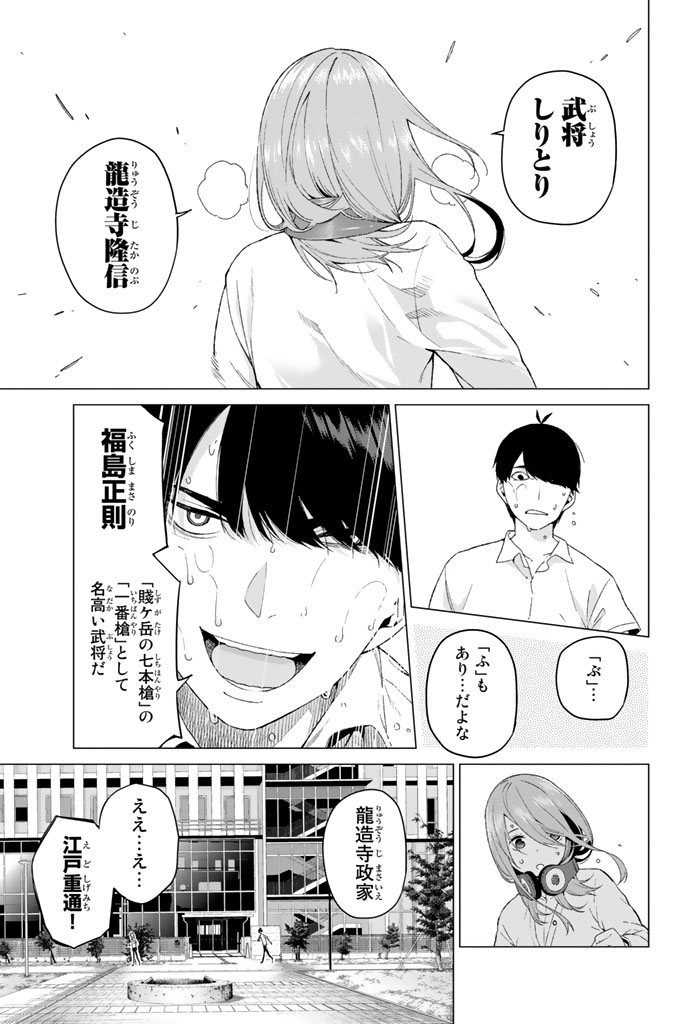 武将
しりとり
龍造寺隆信
「ぶ」…
「ふ」も
あり…だよな
福島正則
「賤ヶ岳の七本槍」の
「一番槍」として
名高い武将だ
龍造寺政家
ええ…え…
江戸重通！